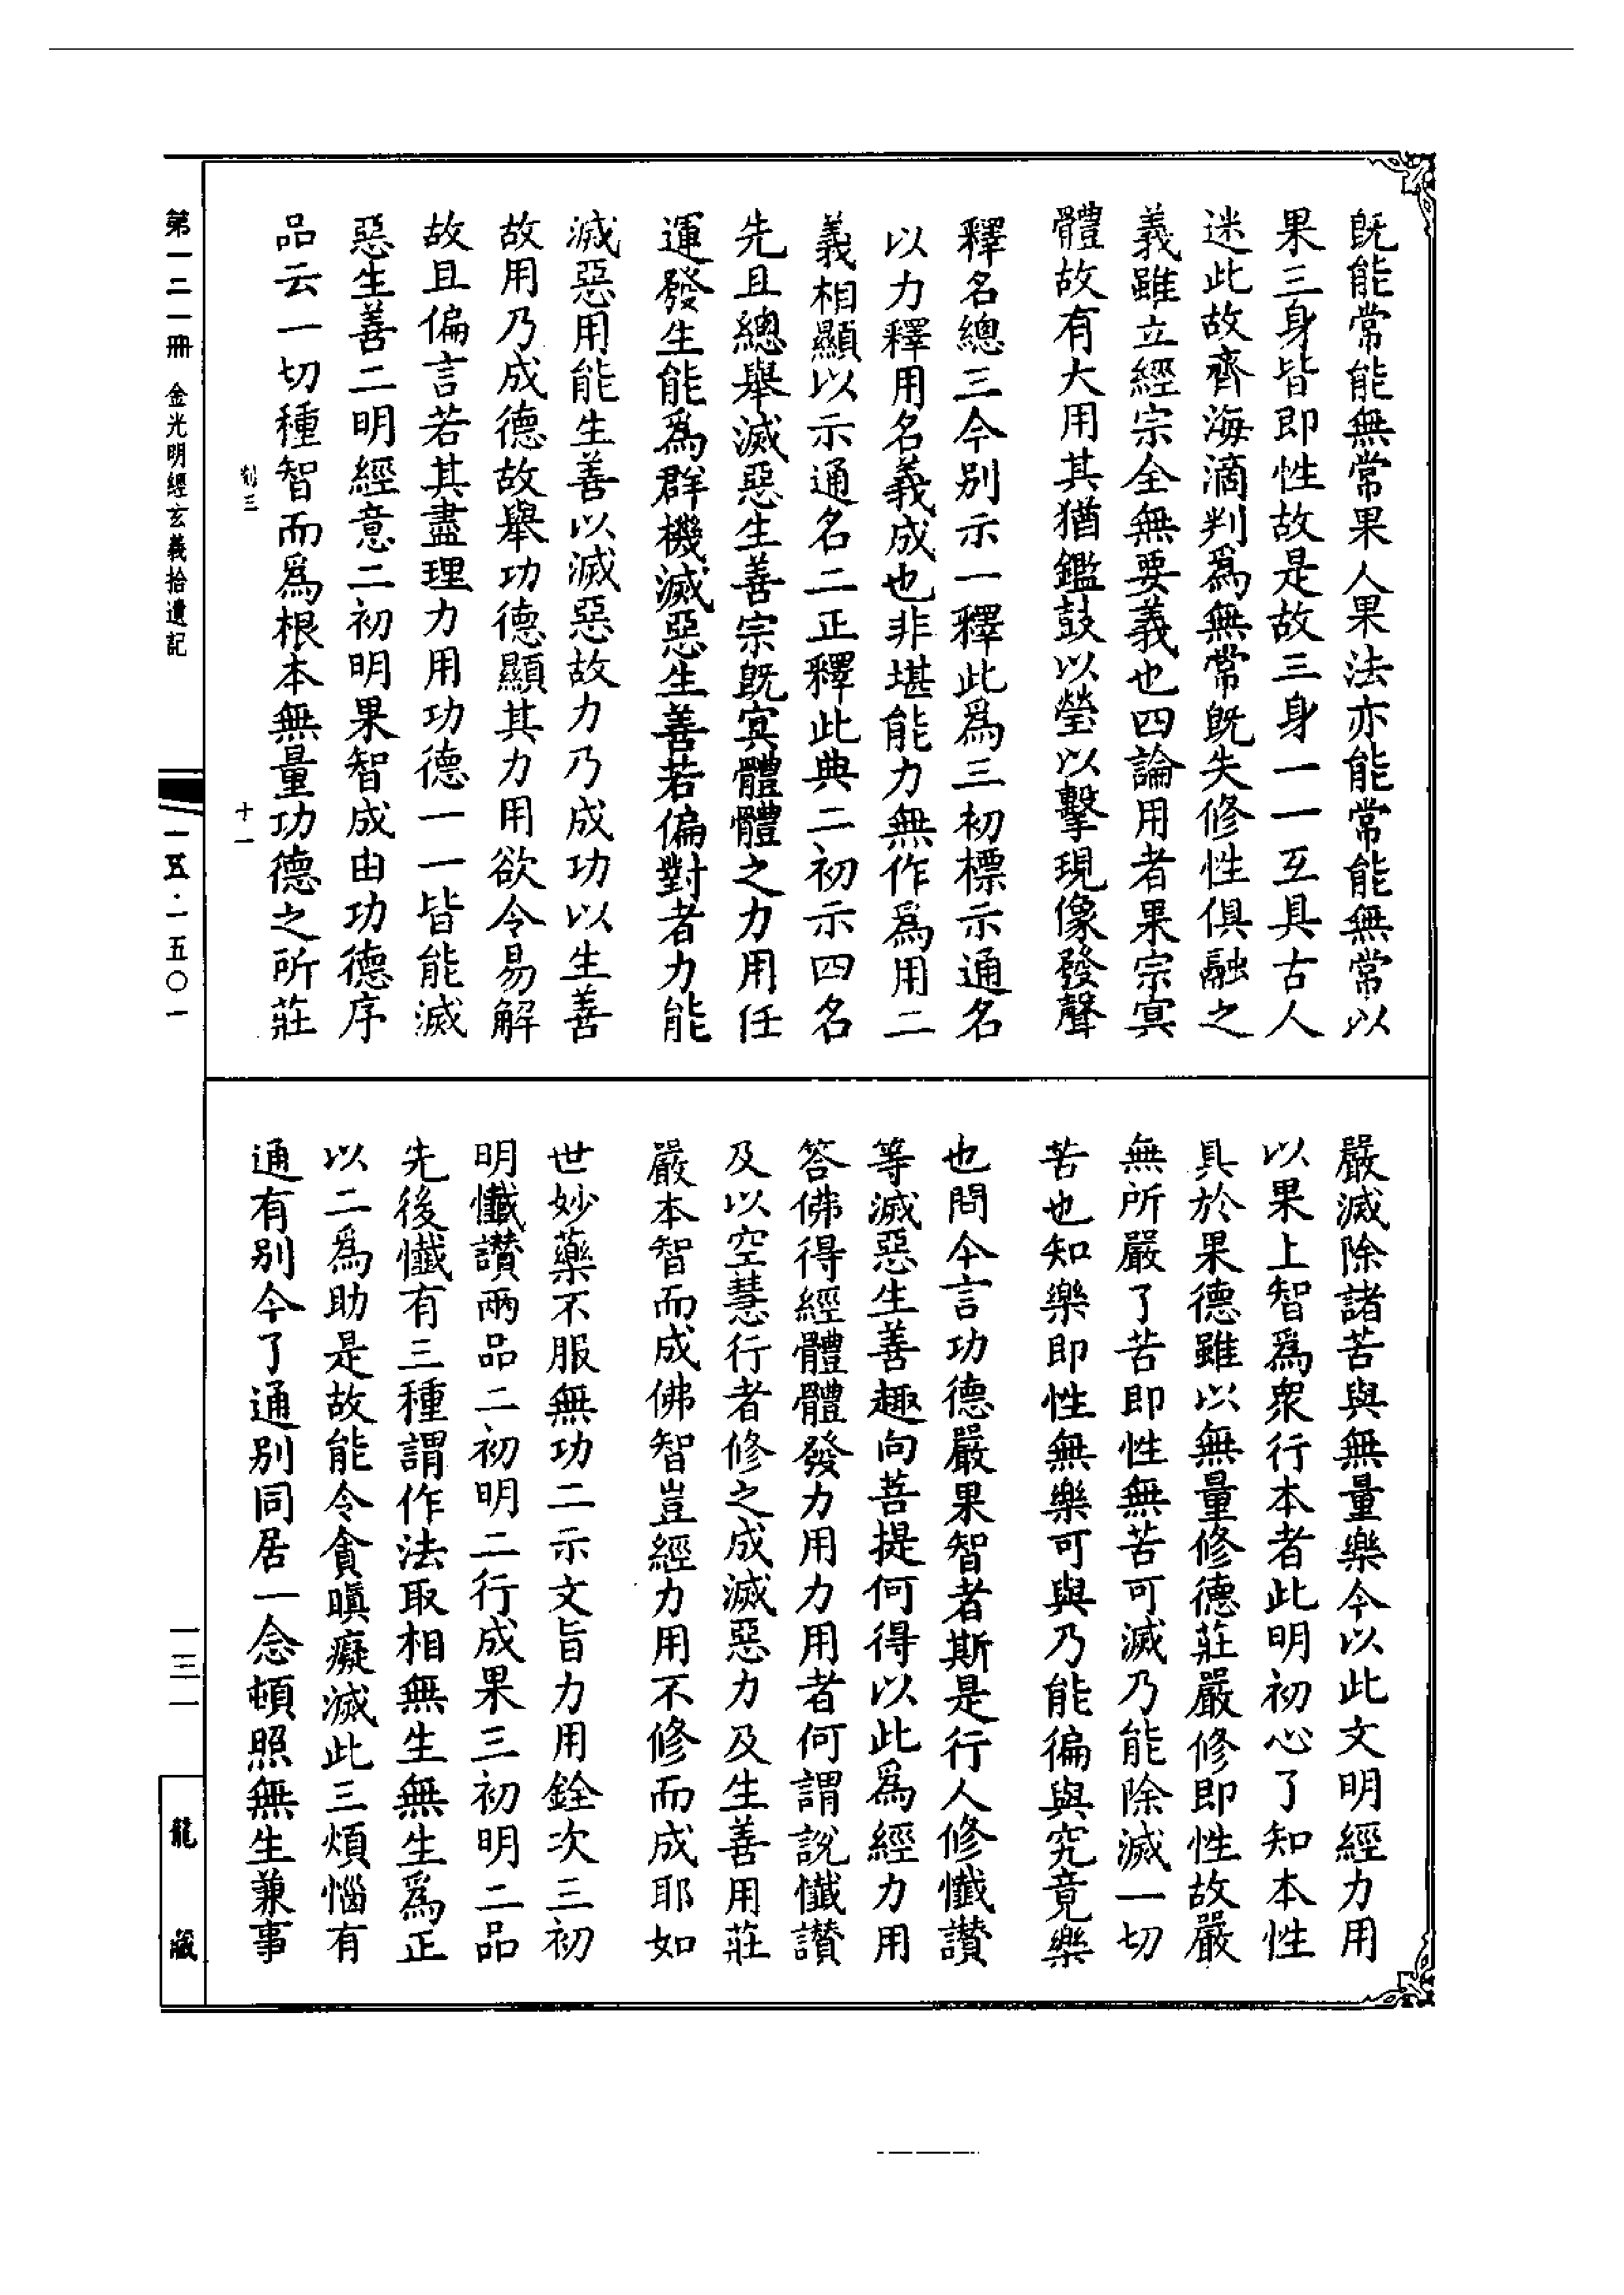 既能常能無常果人果法亦能常能無常以
果三身皆即性故是故三身一一互具古人
迷此故齊海滴判爲無常既失修性俱融之
義雖立經宗全無要義也四論用者果宗冥
體故有大用其猶鑑鼓以瑩以擊現像發聲
釋名總三今別示一釋此爲三初標示通名
以力釋用名義成也非堪能力無作爲用二
義相顯以示通名二正釋此典二初示四名
先且總舉滅惡生善宗既冥體體之力用任
運發生能爲群機滅惡生善若偏對者力能
滅惡用能生善以滅惡故力乃成功以生善
故用乃成德故舉功德顯其力用欲令易解
故且偏言若其盡理力用功德一一皆能滅
惡生善二明經意二初明果智成由功德序
品云一切種智而爲根本無量功德之所莊
嚴滅除諸苦與無量樂今以此文明經力用
以果上智爲衆行本者此明初心了知本性
具於果德雖以無量修德莊嚴修即性故嚴
無所嚴了苦即性無苦可滅乃能除滅一切
苦也知樂即性無樂可與乃能徧與究竟樂
也問今言功德嚴果智者斯是行人修懺讚
等滅惡生善趣向菩提何得以此爲經力用
答佛得經體體發力用力用者何謂說懺讚
及以空慧行者修之成滅惡力及生善用莊
嚴本智而成佛智豈經力用不修而成耶如
世妙藥不服無功二示文旨力用銓次三初
明懺讚兩品二初明二行成果三初明二品
先後懺有三種謂作法取相無生無生爲正
以二爲助是故能令貪瞋癡滅此三煩惱有
通有別今了通別同居一念頓照無生兼事
第一二一冊 金光明經玄義拾遺記
十一
一五·一五〇一
一三一
龍藏